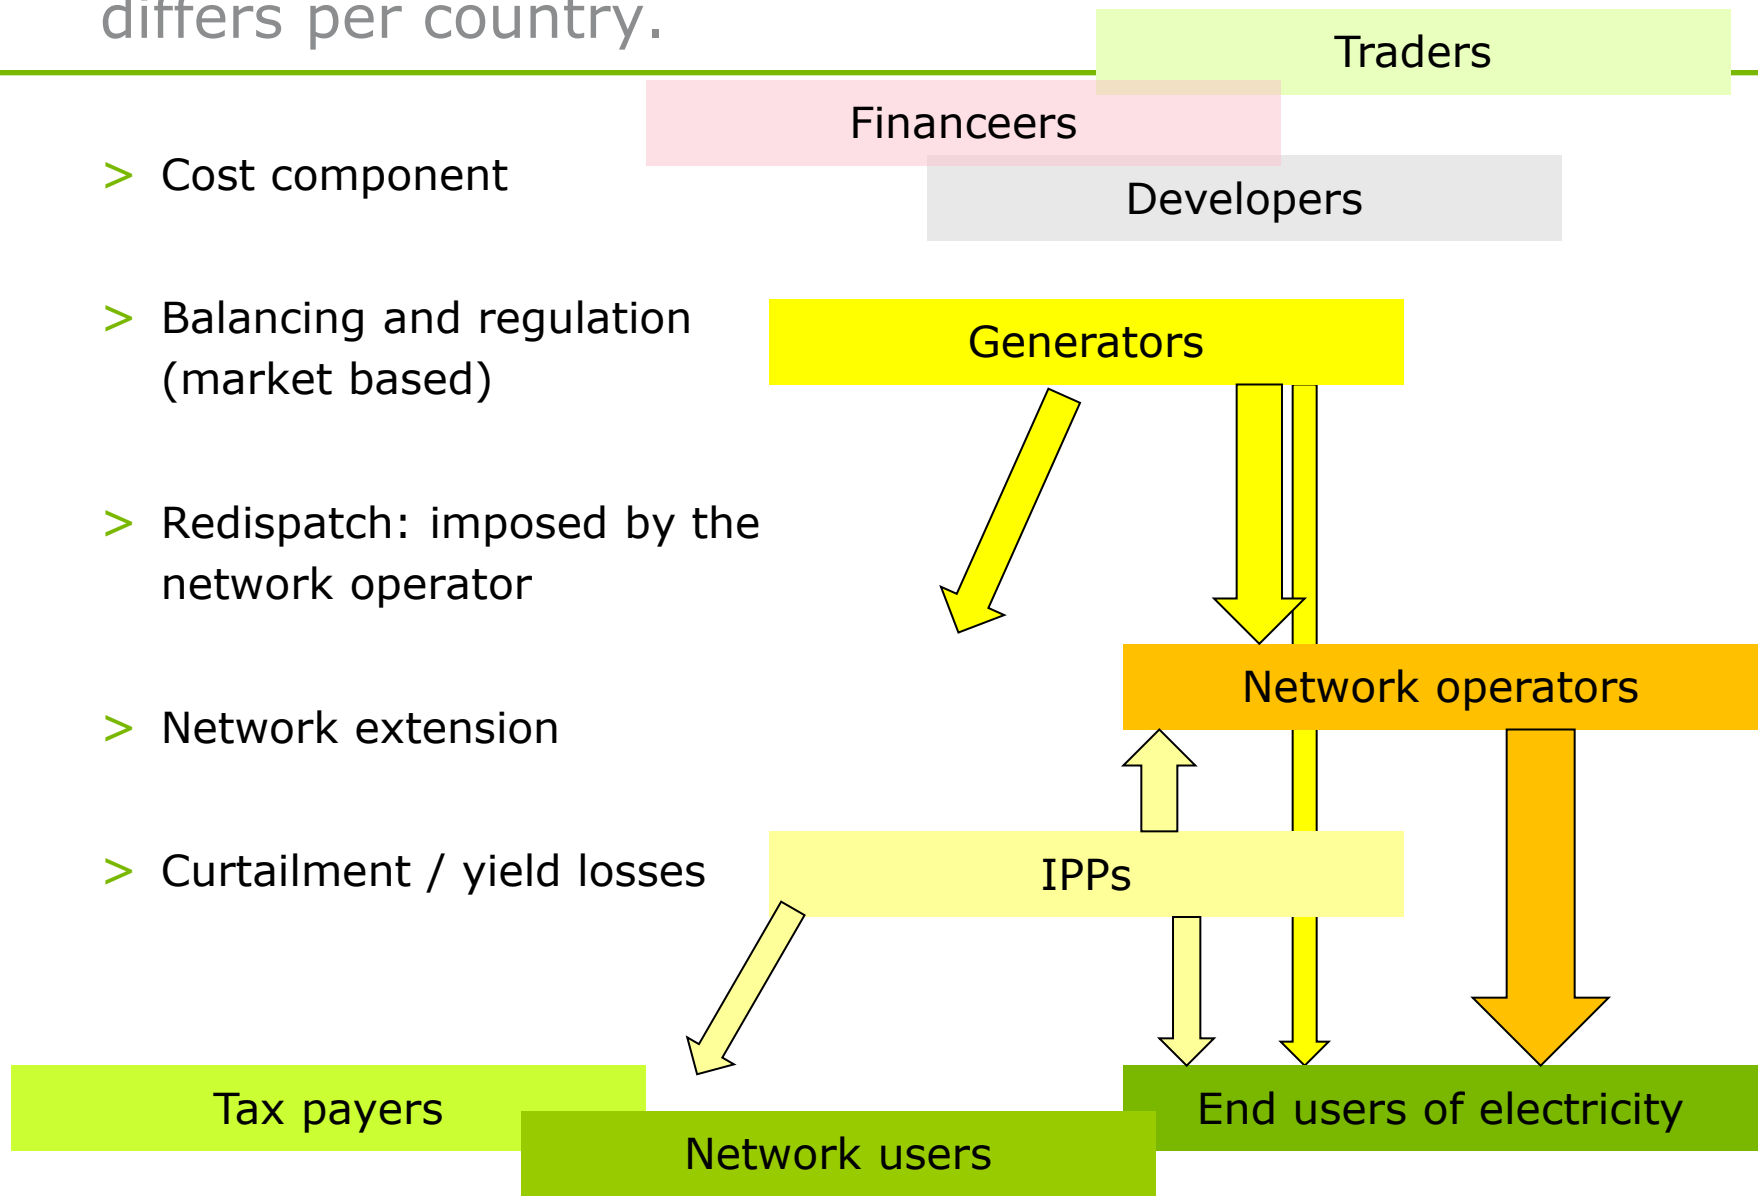 differs per country.
Traders
Financeers
> Cost component
Developers
> Balancing and regulation
(market based)
Generators
> Redispatch: imposed by the
network operator
Network operators
> Network extension
> Curtailment / yield losses
IPPs
Tax payers
End users of electricity
Network users